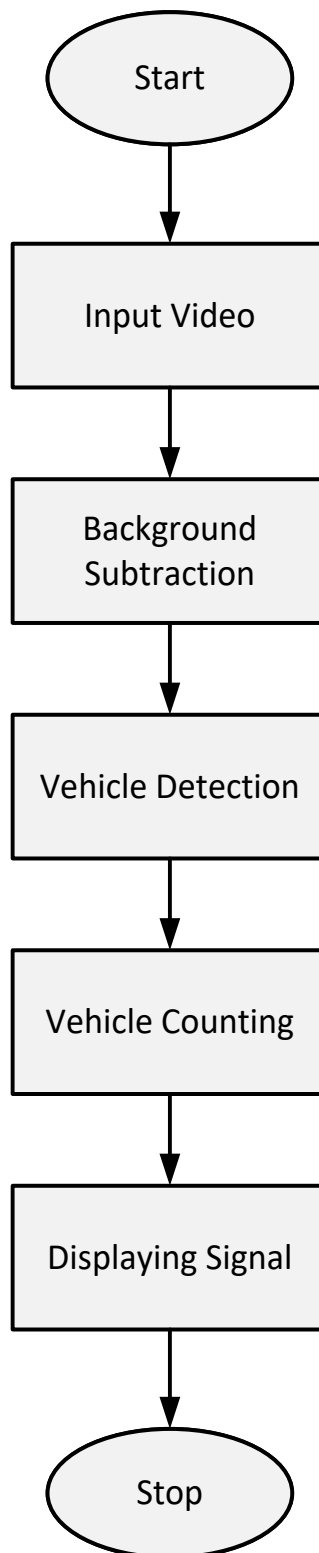 Start
Input Video
Background
Subtraction
Vehicle Detection
Vehicle Counting
Displaying Signal
Stop